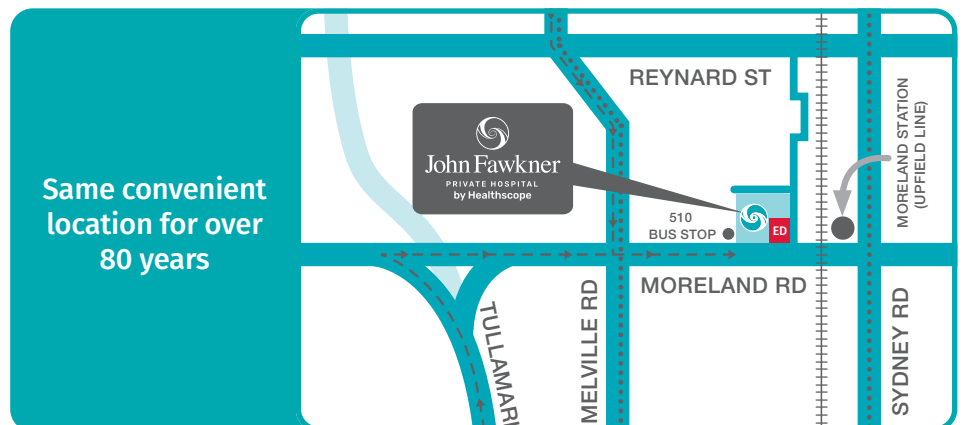 Same convenient
location for over
80 years
REYNARD ST
John Fawkner
PRIVATE HOSPITAL
by Healthscope
510
BUS STOP
ED
MORELAND STATION
(UPFIELD LINE)
MORELAND RD
TULLAMARI
MELVILLE RD
SYDNEY RD